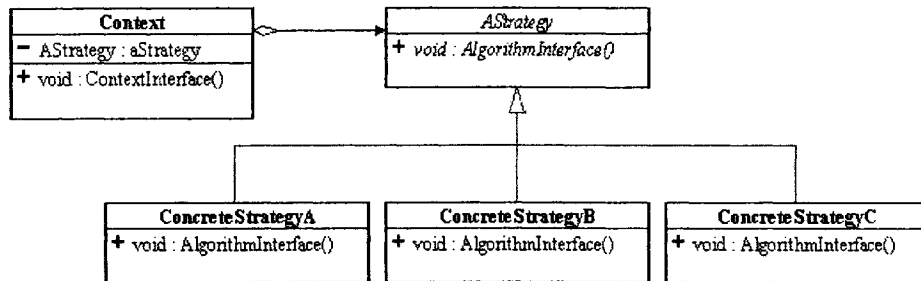 Context
- AStrategy : aStrategy
+ void : ContextInterface()
AStrategy
+ void : AlgorithmInterface()
ConcreteStrategyA
+ void : AlgorithmInterface()
ConcreteStrategyB
+ void : AlgorithmInterface()
ConcreteStrategyC
+ void : AlgorithmInterface()